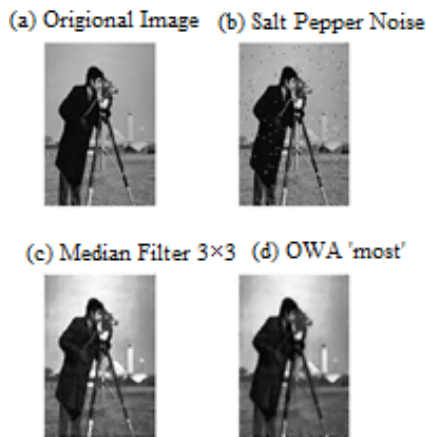 (a) Origional Image
(b) Salt Pepper Noise
(c) Median Filter 3×3
(d) OWA 'most'